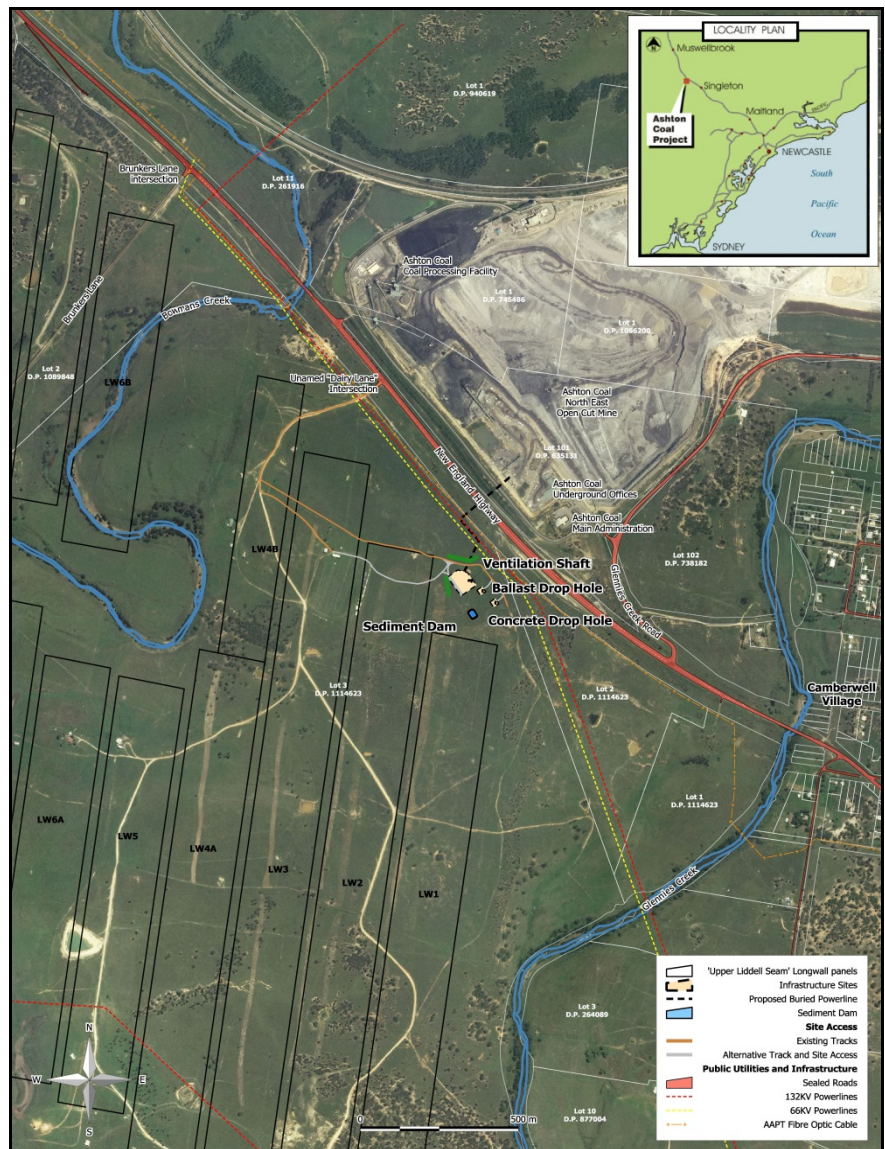 LOCALITY PLAN
N
Muswellbrook
Singleton
Ashton
Coal
Project
Maitland
PACIFIC
NEWCASTLE
South
Pacific
Ocean
SYDNEY
Lot 1
D.P. 940619
Brunkers Lane
Intersection
Lot 11
D.P. 261916
Ashton Coal
Coal Processing Facility
Lot 1
D.P. 745486
Lot 1
D.P. 1086200
Brunkers Lane
Bowmans Creek
Lot 2
D.P. 1089848
LW6B
Unamed "Dairy Lane"
Intersection
Ashton Coal
North East
Open Cut Mine
New England Highway
Lot 101
D.P. 635131
Ashton Coal
Underground Offices
Ashton Coal
Main Administration
LW4B
Lot 102
D.P. 738182
Ventilation Shaft
Ballast Drop Hole
Glennies Creek Road
Sediment Dam
Concrete Drop Hole
Lot 3
D.P. 1114623
Lot 2
D.P. 1114623
Camberwell
Village
Lot 1
D.P. 1114623
LW6A
LW5
LW4A
LW3
LW2
LW1
Glennies Creek
Lot 3
D.P. 264089
Lot 10
D.P. 877004
N
W
E
S
0
500 m
'Upper Liddell Seam' Longwall panels
Infrastructure Sites
Proposed Buried Powerline
Sediment Dam
Site Access
Existing Tracks
Alternative Track and Site Access
Public Utilities and Infrastructure
Sealed Roads
132KV Powerlines
66KV Powerlines
AAPT Fibre Optic Cable